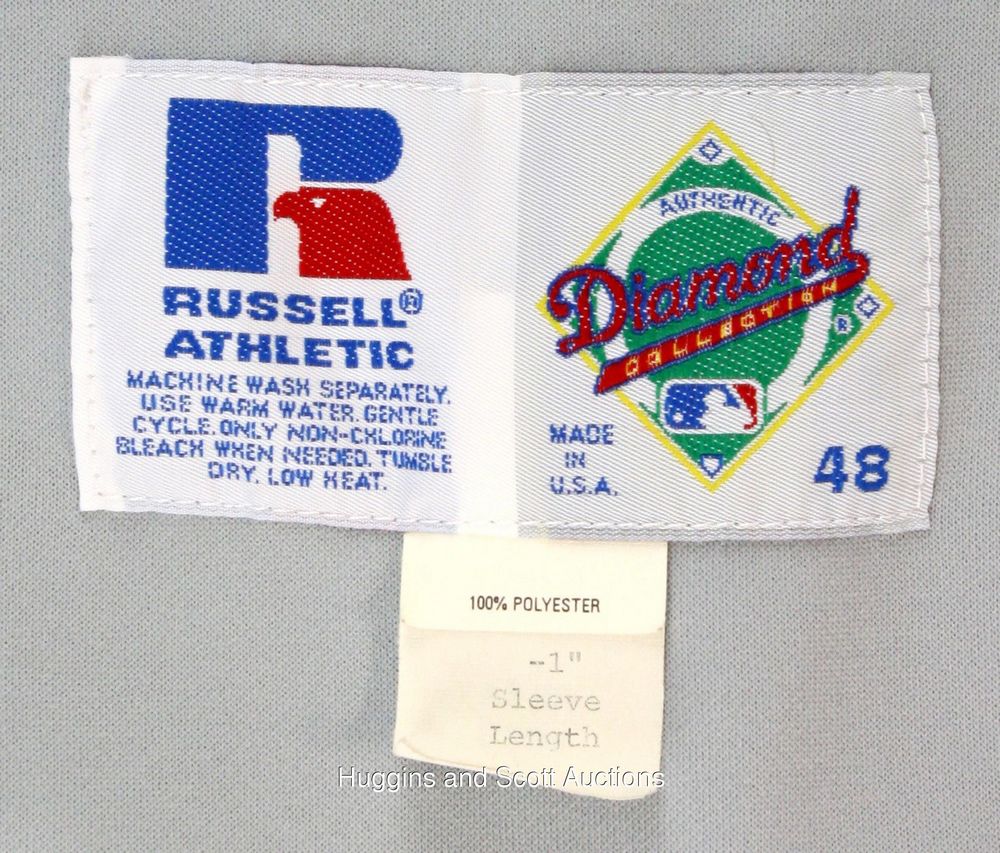 R
RUSSELL®
ATHLETIC
MACHINE WASH SEPARATELY.
USE WARM WATER. GENTLE
CYCLE. ONLY NON-CHLORINE
BLEACH WHEN NEEDED. TUMBLE
DRY. LOW HEAT.
AUTHENTIC
Diamond
COLLECTION
®
MADE
IN
U.S.A.
48
100% POLYESTER
--1"
Sleeve
Length
Huggins and Scott Auctions